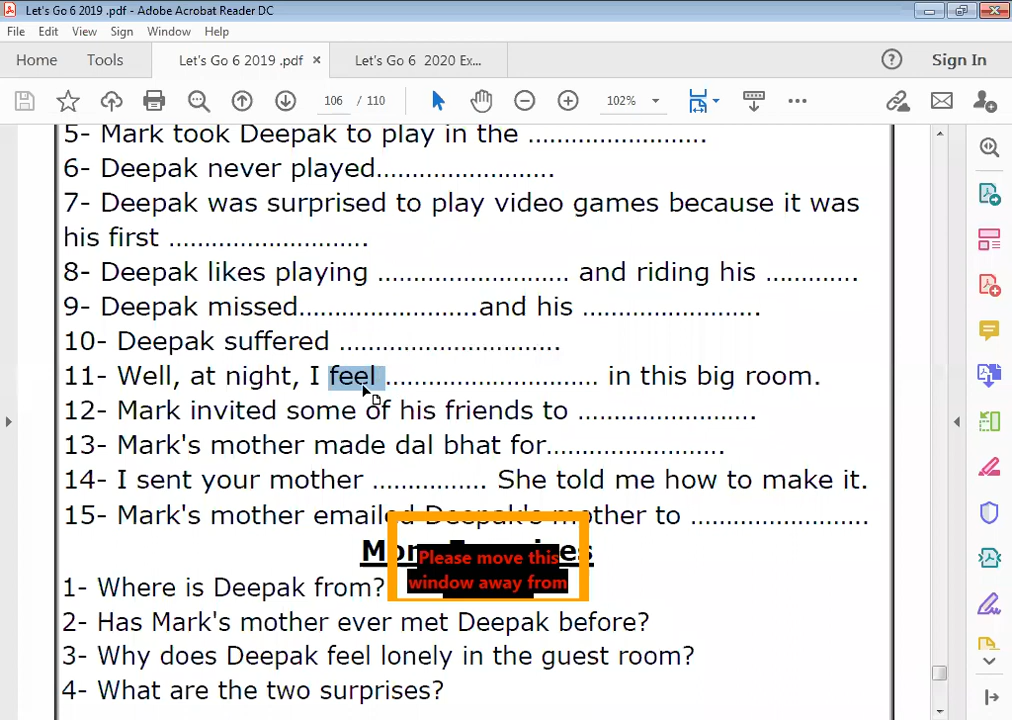 Let's Go 6 2019 .pdf - Adobe Acrobat Reader DC
File Edit View Sign Window Help
Home Tools Let's Go 6 2019 .pdf × Let's Go 6 2020 Ex... Sign In
106 / 110 102%
5- Mark took Deepak to play in the ..........................
6- Deepak never played..........................
7- Deepak was surprised to play video games because it was
his first .............................
8- Deepak likes playing ............................ and riding his ..............
9- Deepak missed..........................and his ..........................
10- Deepak suffered ................................
11- Well, at night, I feel ............................... in this big room.
12- Mark invited some of his friends to ..........................
13- Mark's mother made dal bhat for..........................
14- I sent your mother ................ She told me how to make it.
15- Mark's mother emailed Deepak's mother to ..........................
Please move this
window away from
1- Where is Deepak from?
2- Has Mark's mother ever met Deepak before?
3- Why does Deepak feel lonely in the guest room?
4- What are the two surprises?